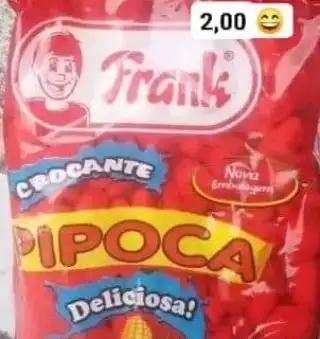 2,00 😄
Frank®
CROCANTE
Nova
Embalagem
PIPOCA
Deliciosa!